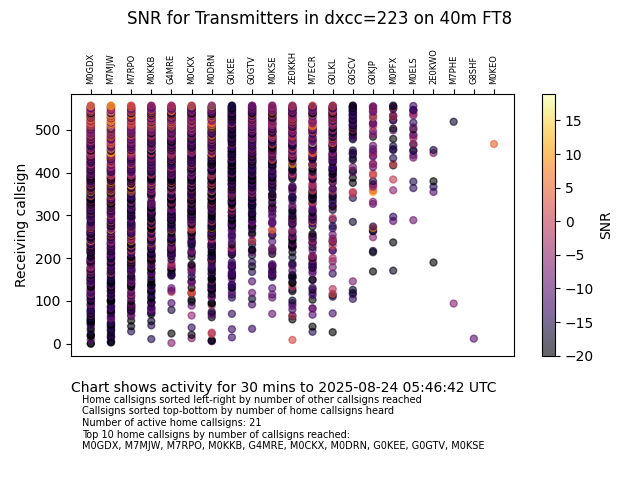 SNR for Transmitters in dxcc=223 on 40m FT8
M0GDX M7MJW M7RPO M0KKB G4MRE M0CKX M0DRN G0KEE G0GTV M0KSE 2E0KKH M7ECR G0LKL G0SCV G0KJP M0PFX M0ELS 2E0KWO M7PHE G8SHF M0KEO
Receiving callsign
500
400
300
200
100
0
15
10
5
0
−5
−10
−15
−20
SNR
Chart shows activity for 30 mins to 2025-08-24 05:46:42 UTC
Home callsigns sorted left-right by number of other callsigns reached
Callsigns sorted top-bottom by number of home callsigns heard
Number of active home callsigns: 21
Top 10 home callsigns by number of callsigns reached:
M0GDX, M7MJW, M7RPO, M0KKB, G4MRE, M0CKX, M0DRN, G0KEE, G0GTV, M0KSE